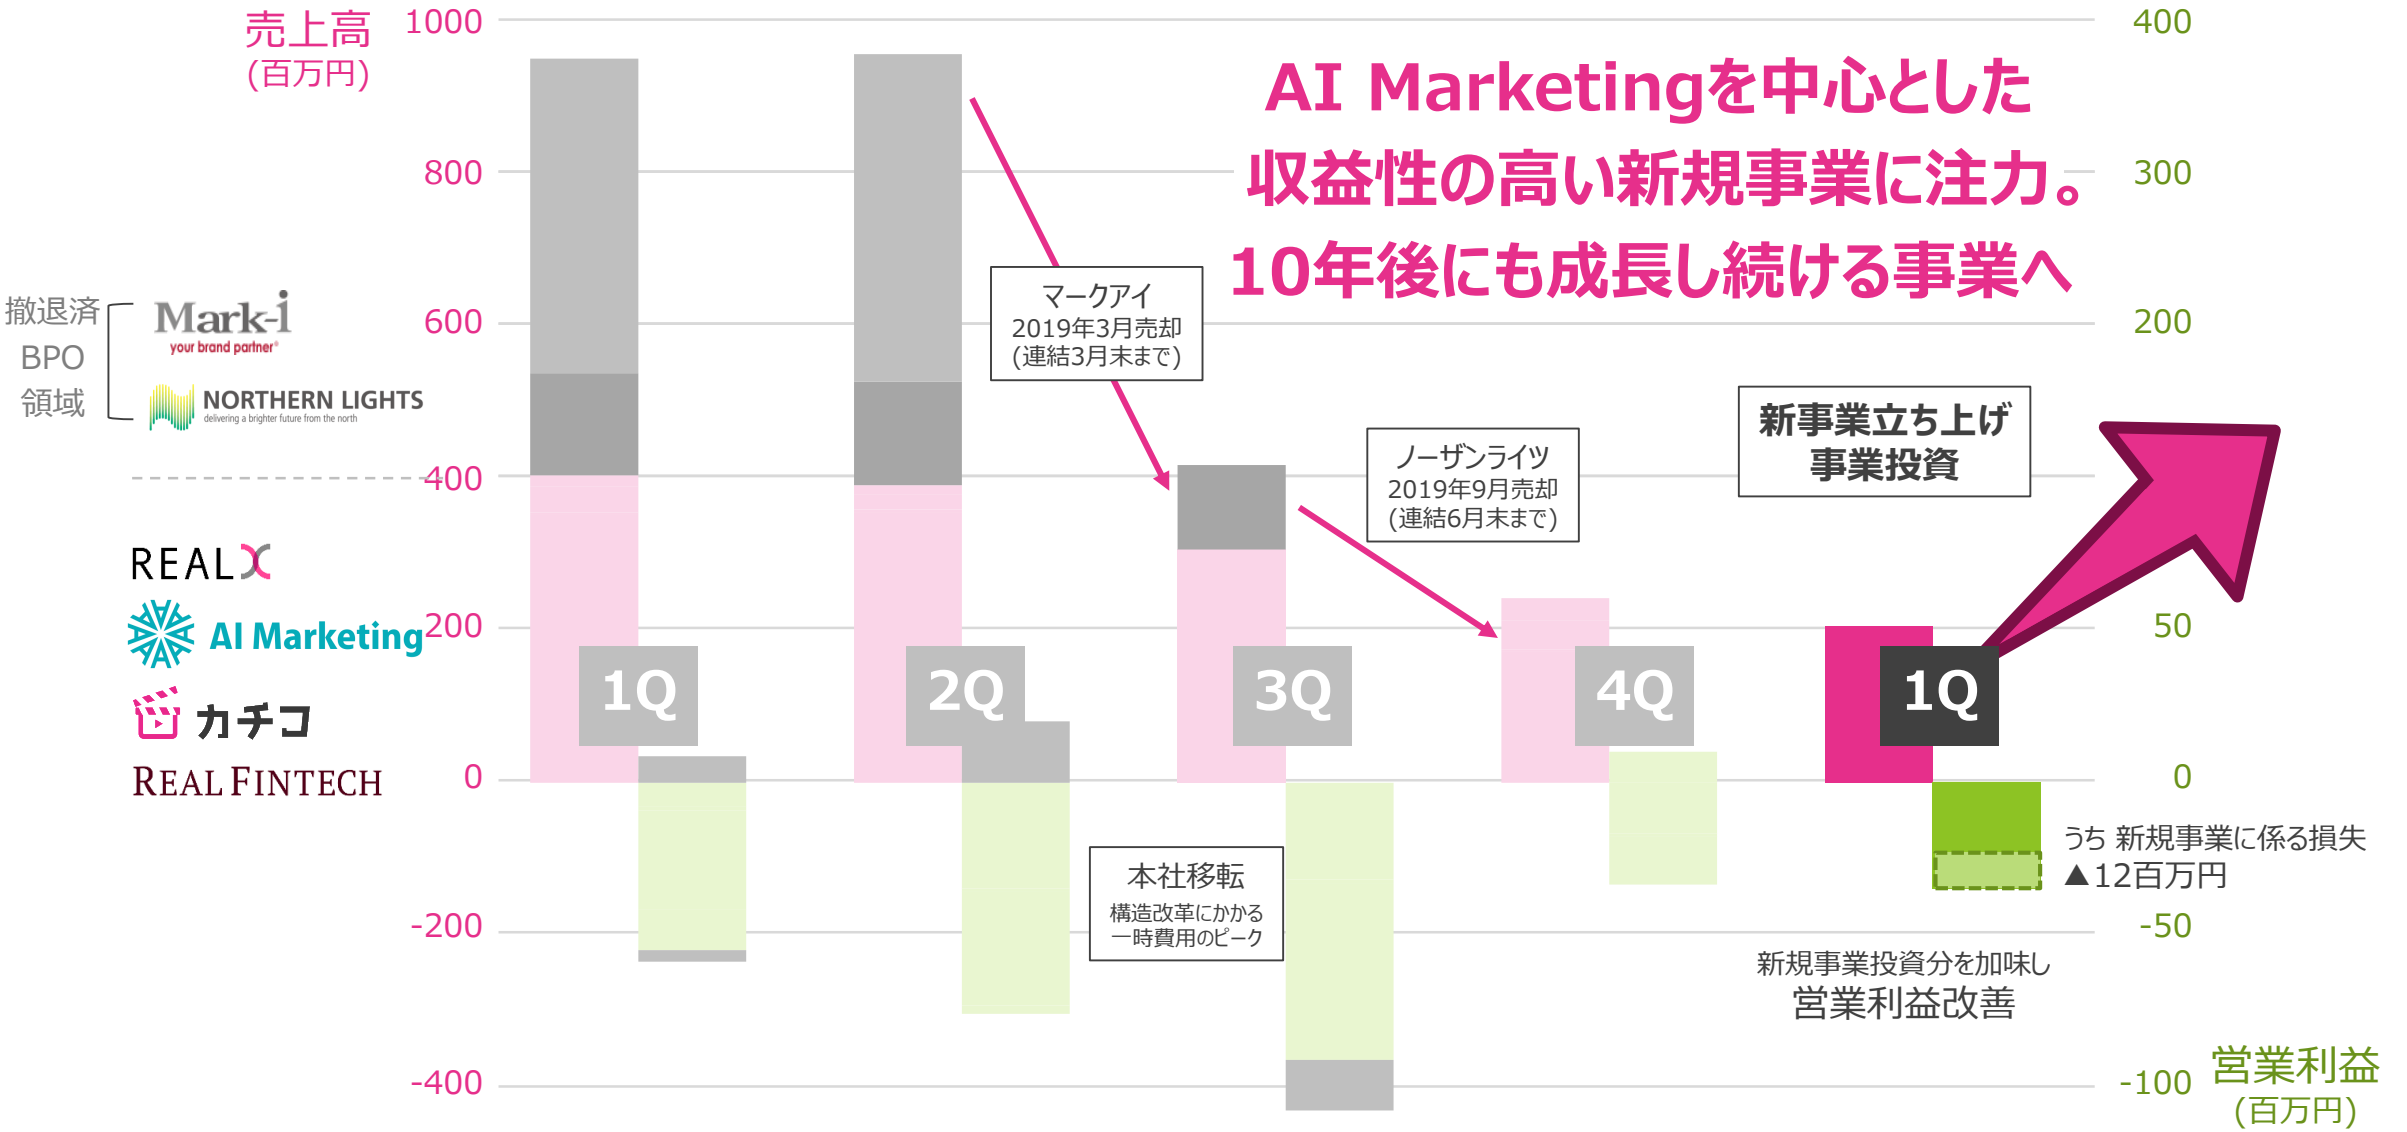 売上高
(百万円)
1000
800
600
400
200
0
-200
-400
400
300
200
50
0
-50
-100
営業利益
(百万円)
AI Marketingを中心とした
収益性の高い新規事業に注力。
10年後にも成長し続ける事業へ
撤退済
BPO
領域
Mark-i
your brand partner®
NORTHERN LIGHTS
delivering a brighter future from the north
REALX
AI Marketing
カチコ
REAL FINTECH
マークアイ
2019年3月売却
(連結3月末まで)
ノーザンライツ
2019年9月売却
(連結6月末まで)
新事業立ち上げ
事業投資
1Q
2Q
3Q
4Q
1Q
本社移転
構造改革にかかる
一時費用のピーク
うち 新規事業に係る損失
▲12百万円
新規事業投資分を加味し
営業利益改善